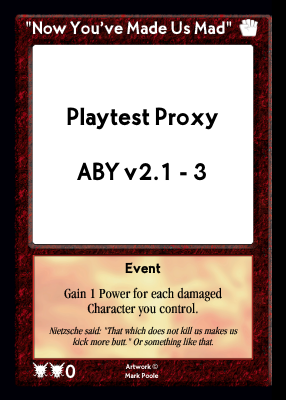 "Now You've Made Us Mad"
Playtest Proxy
ABY v2.1 - 3
Event
Gain 1 Power for each damaged
Character you control.
Nietzsche said: "That which does not kill us makes us
kick more butt." Or something like that.
0
Artwork ©
Mark Poole